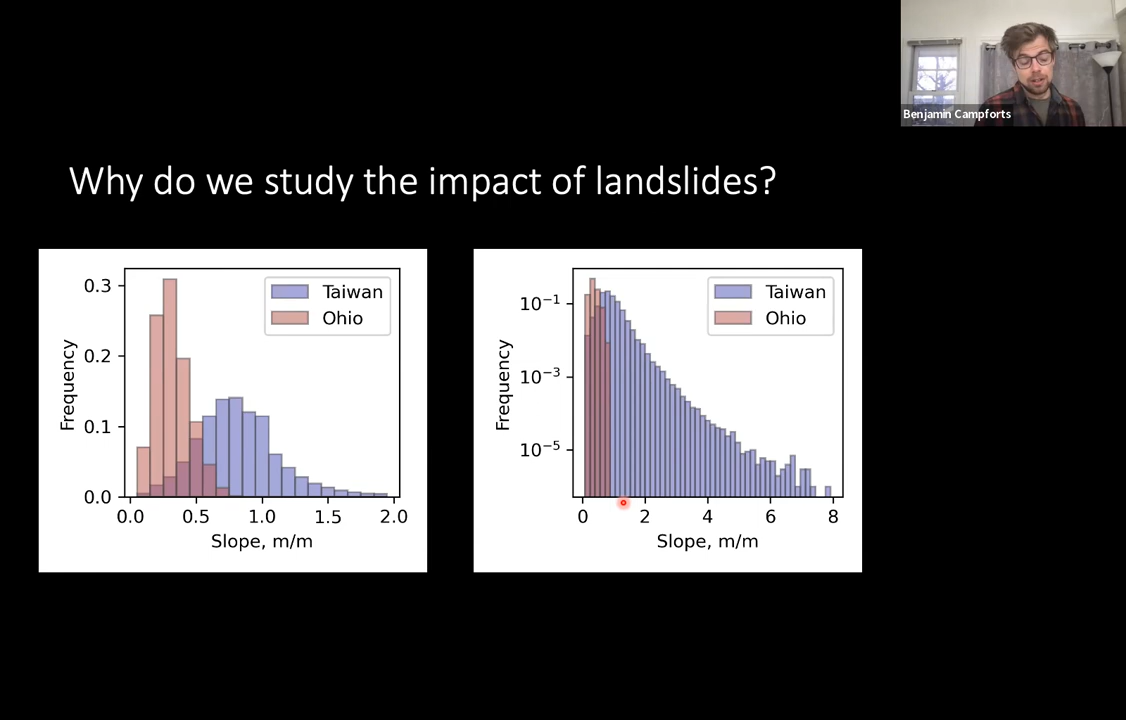 Benjamin Campforts
Why do we study the impact of landslides?
Taiwan
Ohio
Frequency
0.3
0.2
0.1
0.0
0.0 0.5 1.0 1.5 2.0
Slope, m/m
Taiwan
Ohio
Frequency
10⁻¹
10⁻³
10⁻⁵
0 2 4 6 8
Slope, m/m